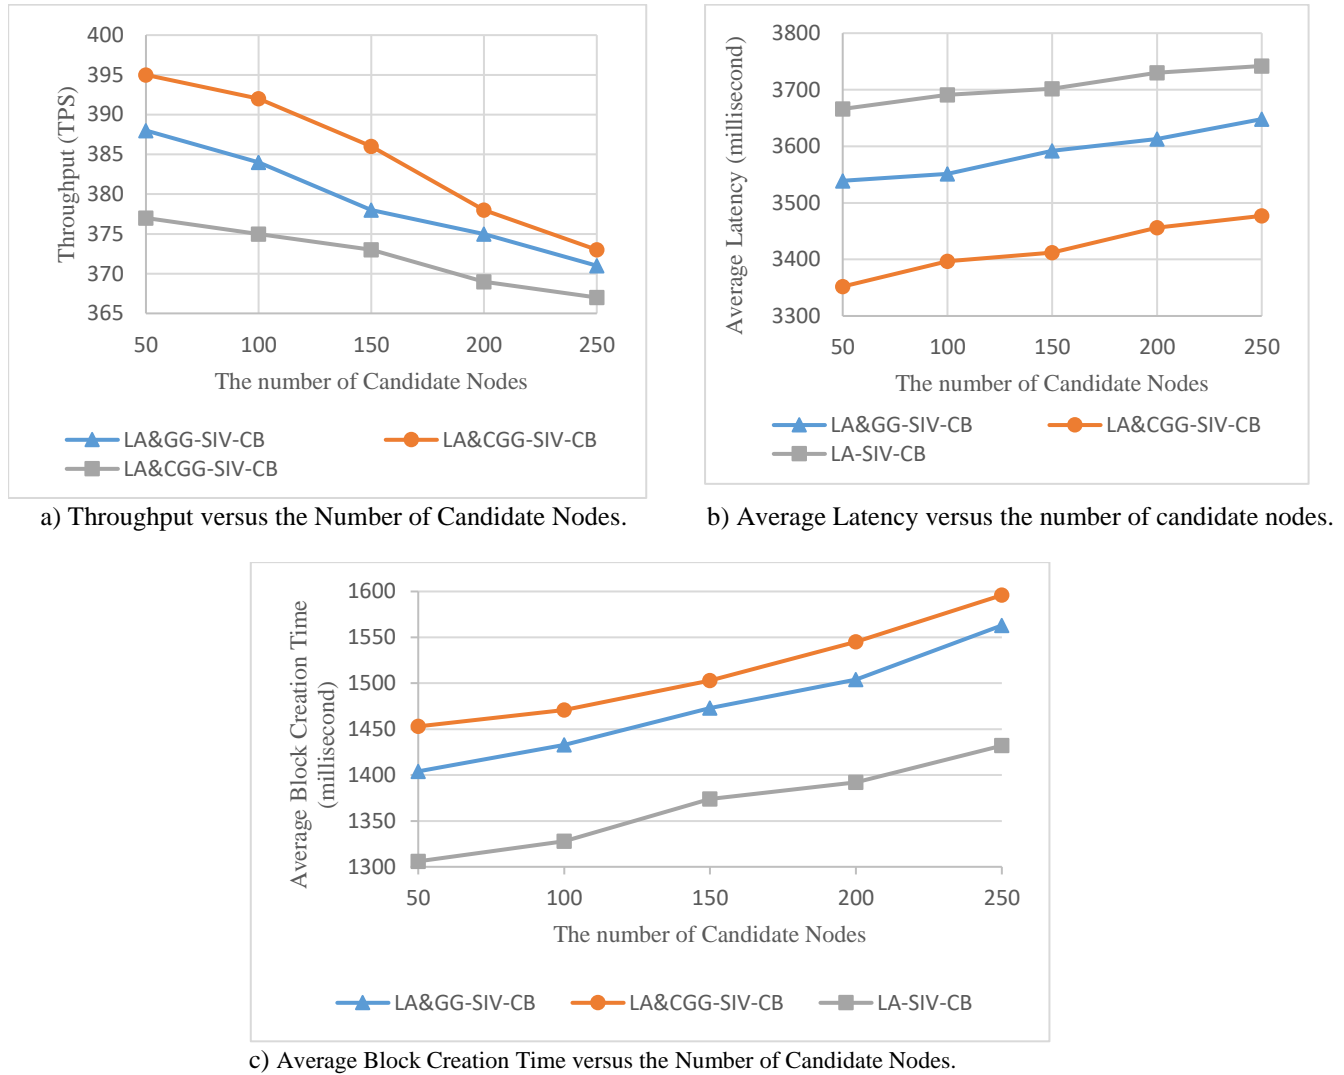 400
395
390
385
380
375
370
365
Throughput (TPS)
50 100 150 200 250
The number of Candidate Nodes
LA&GG-SIV-CB LA&CGG-SIV-CB
LA&CGG-SIV-CB
a) Throughput versus the Number of Candidate Nodes.
3800
3700
3600
3500
3400
3300
Average Latency (millisecond)
50 100 150 200 250
The number of Candidate Nodes
LA&GG-SIV-CB LA&CGG-SIV-CB
LA-SIV-CB
b) Average Latency versus the number of candidate nodes.
1600
1550
1500
1450
1400
1350
1300
Average Block Creation Time
(millisecond)
50 100 150 200 250
The number of Candidate Nodes
LA&GG-SIV-CB LA&CGG-SIV-CB LA-SIV-CB
c) Average Block Creation Time versus the Number of Candidate Nodes.